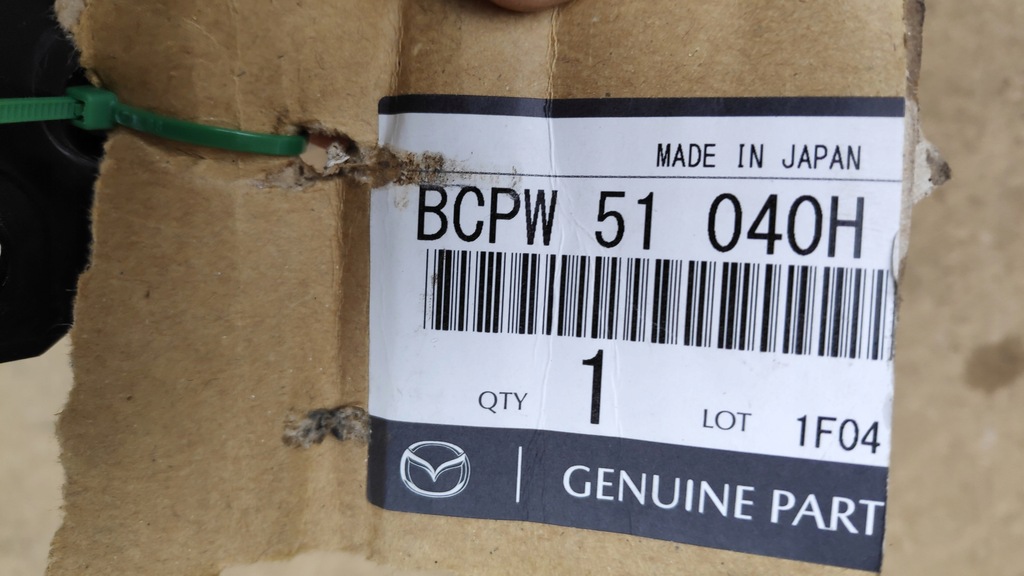 MADE IN JAPAN
BCPW 51 040H
QTY 1 LOT 1F04
GENUINE PART